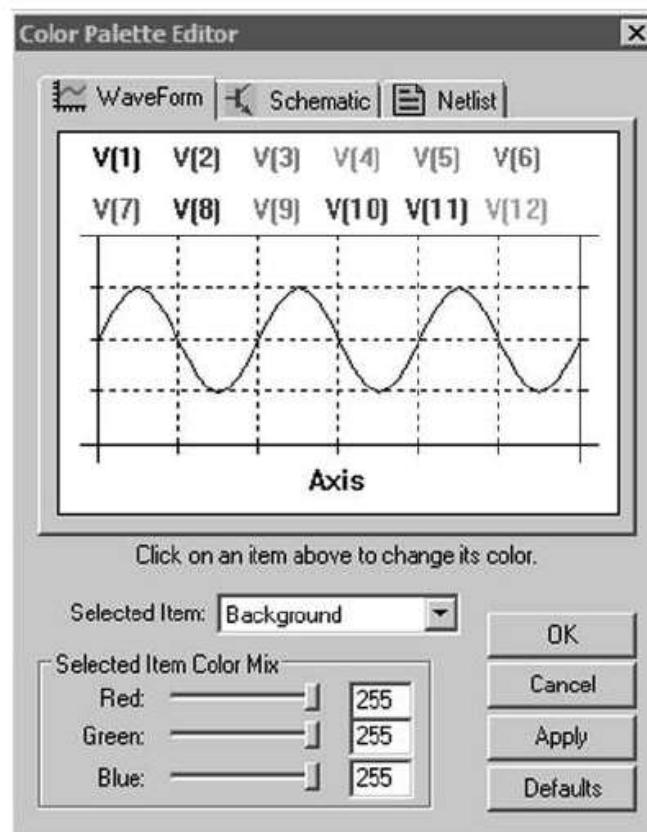 Color Palette Editor
WaveForm Schematic Netlist
V(1) V(2) V(3) V(4) V(5) V(6)
V(7) V(8) V(9) V(10) V(11) V(12)
Axis
Click on an item above to change its color.
Selected Item: Background
Selected Item Color Mix
Red: 255
Green: 255
Blue: 255
OK
Cancel
Apply
Defaults